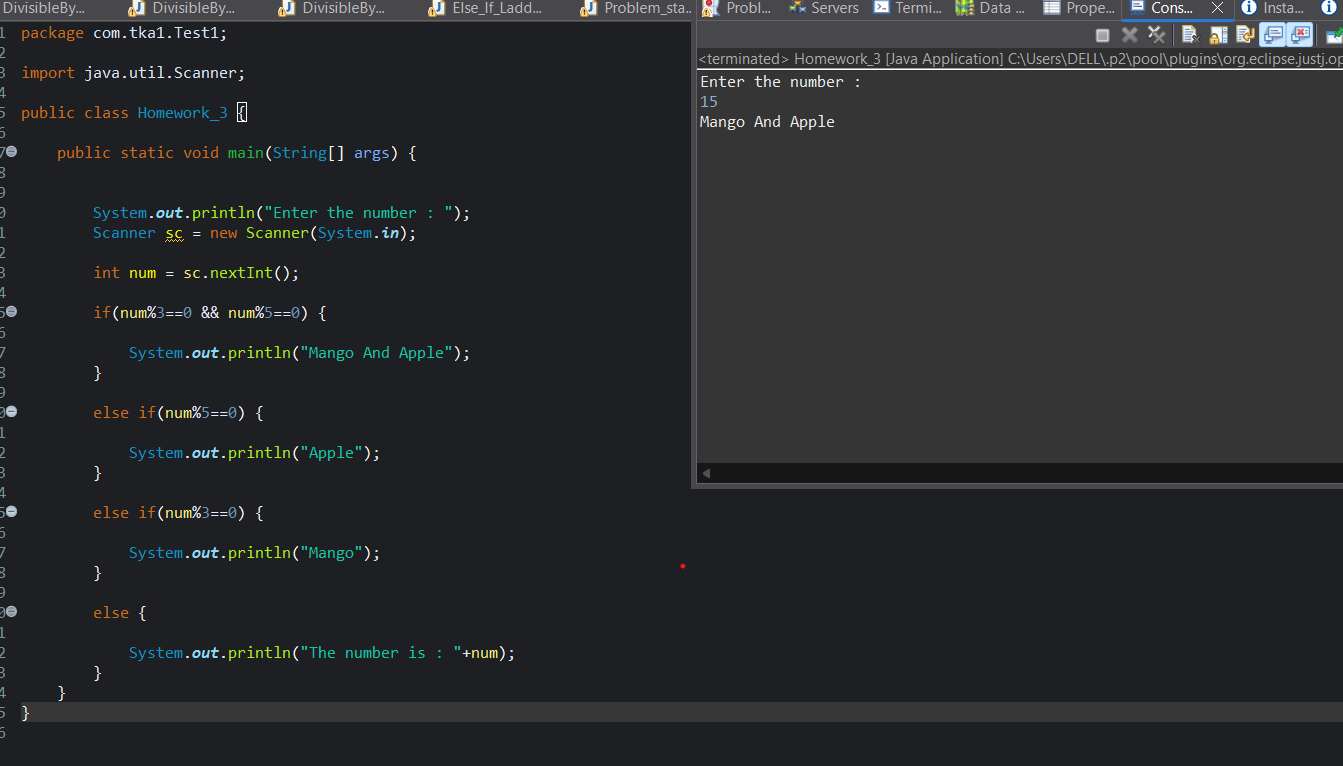 DivisibleBy... DivisibleBy... DivisibleBy... Else_If_Ladd... Problem_sta...
1 package com.tka1.Test1;
2
3 import java.util.Scanner;
4
5 public class Homework_3 {
6
7 public static void main(String[] args) {
8
9
0 System.out.println("Enter the number : ");
1 Scanner sc = new Scanner(System.in);
2
3 int num = sc.nextInt();
4
5 if(num%3==0 && num%5==0) {
6
7 System.out.println("Mango And Apple");
8 }
9
0 else if(num%5==0) {
1
2 System.out.println("Apple");
3 }
4
5 else if(num%3==0) {
6
7 System.out.println("Mango");
8 }
9
0 else {
1
2 System.out.println("The number is : "+num);
3 }
4 }
5 }
6
Probl... Servers Termi... Data ... Prope... Cons... Insta...
<terminated> Homework_3 [Java Application] C:\Users\DELL\.p2\pool\plugins\org.eclipse.justj.op
Enter the number :
15
Mango And Apple